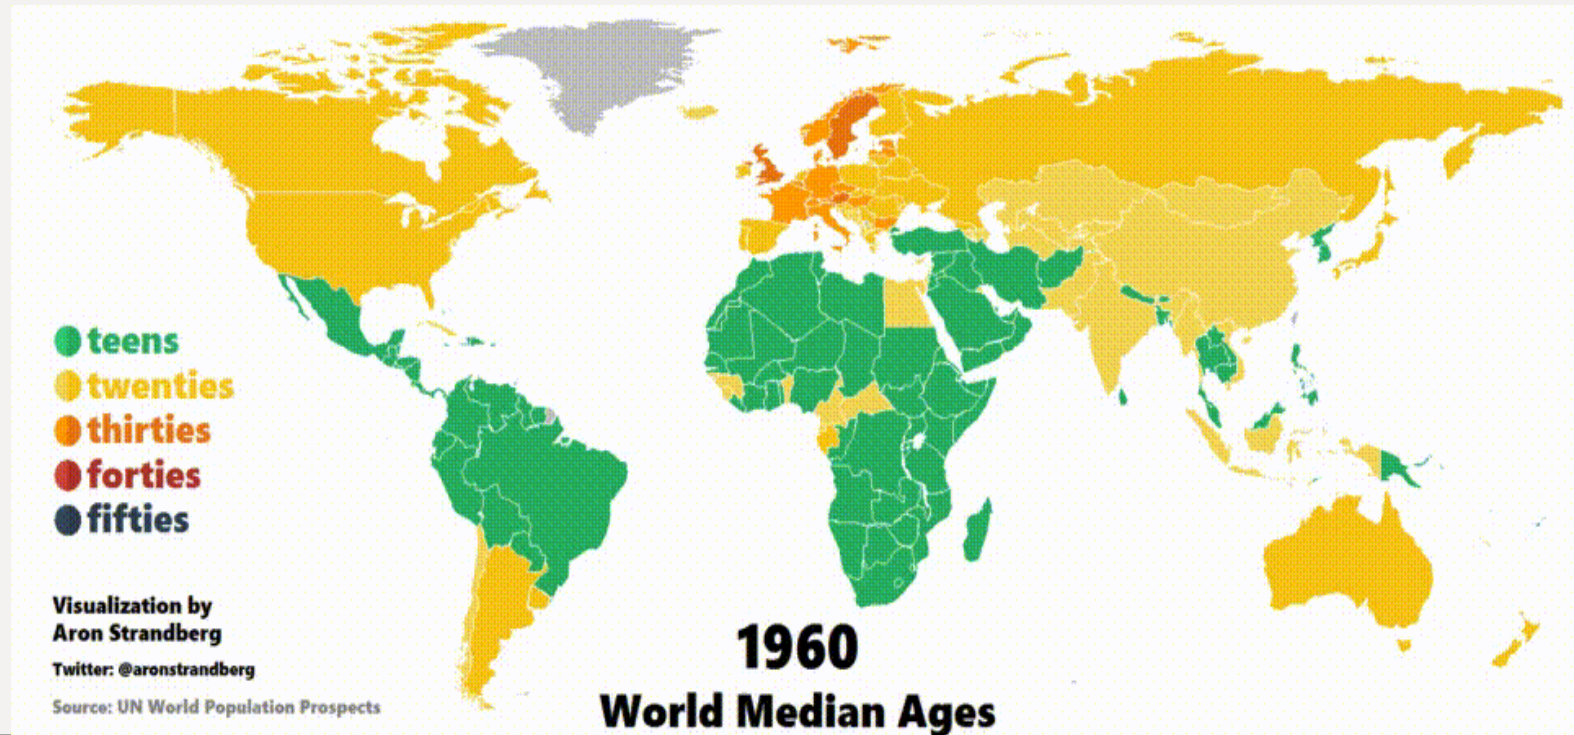 teens
twenties
thirties
forties
fifties
Visualization by
Aron Strandberg
Twitter: @aronstrandberg
Source: UN World Population Prospects
1960
World Median Ages